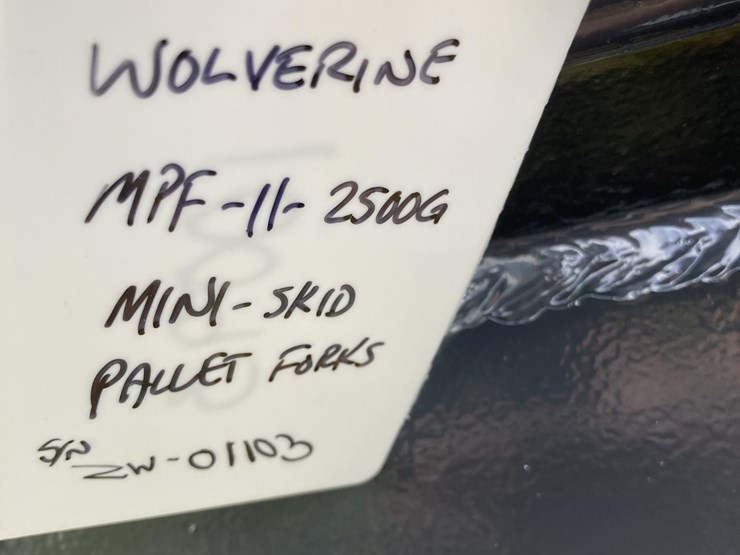 WOLVERINE
MPF-11-2500G
MINI-SKID
PALLET FORKS
S/N ZW-01103